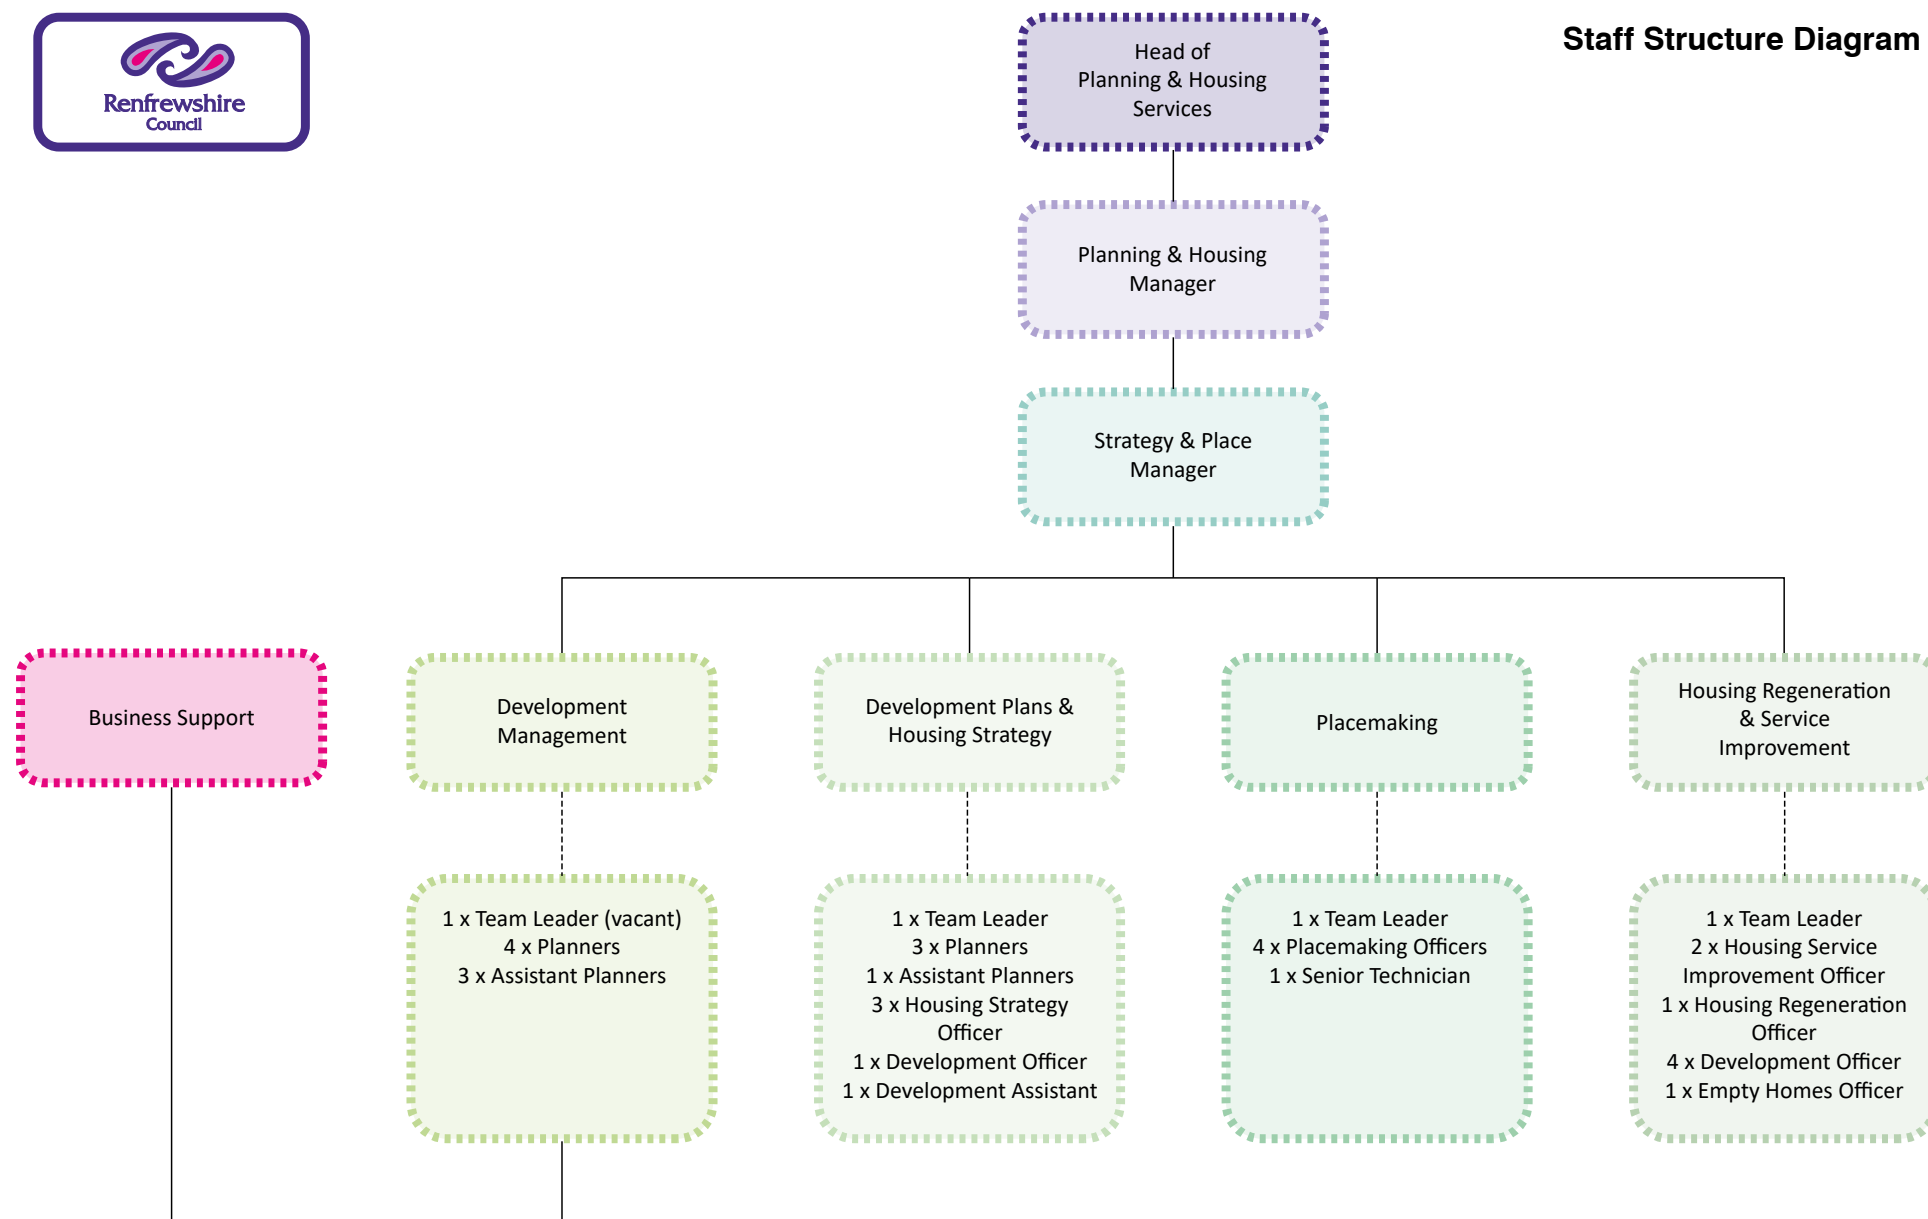 Renfrewshire
Council
Staff Structure Diagram
Head of
Planning & Housing
Services
Planning & Housing
Manager
Strategy & Place
Manager
Business Support
Development
Management
Development Plans &
Housing Strategy
Placemaking
Housing Regeneration
& Service
Improvement
1 x Team Leader (vacant)
4 x Planners
3 x Assistant Planners
1 x Team Leader
3 x Planners
1 x Assistant Planners
3 x Housing Strategy
Officer
1 x Development Officer
1 x Development Assistant
1 x Team Leader
4 x Placemaking Officers
1 x Senior Technician
1 x Team Leader
2 x Housing Service
Improvement Officer
1 x Housing Regeneration
Officer
4 x Development Officer
1 x Empty Homes Officer